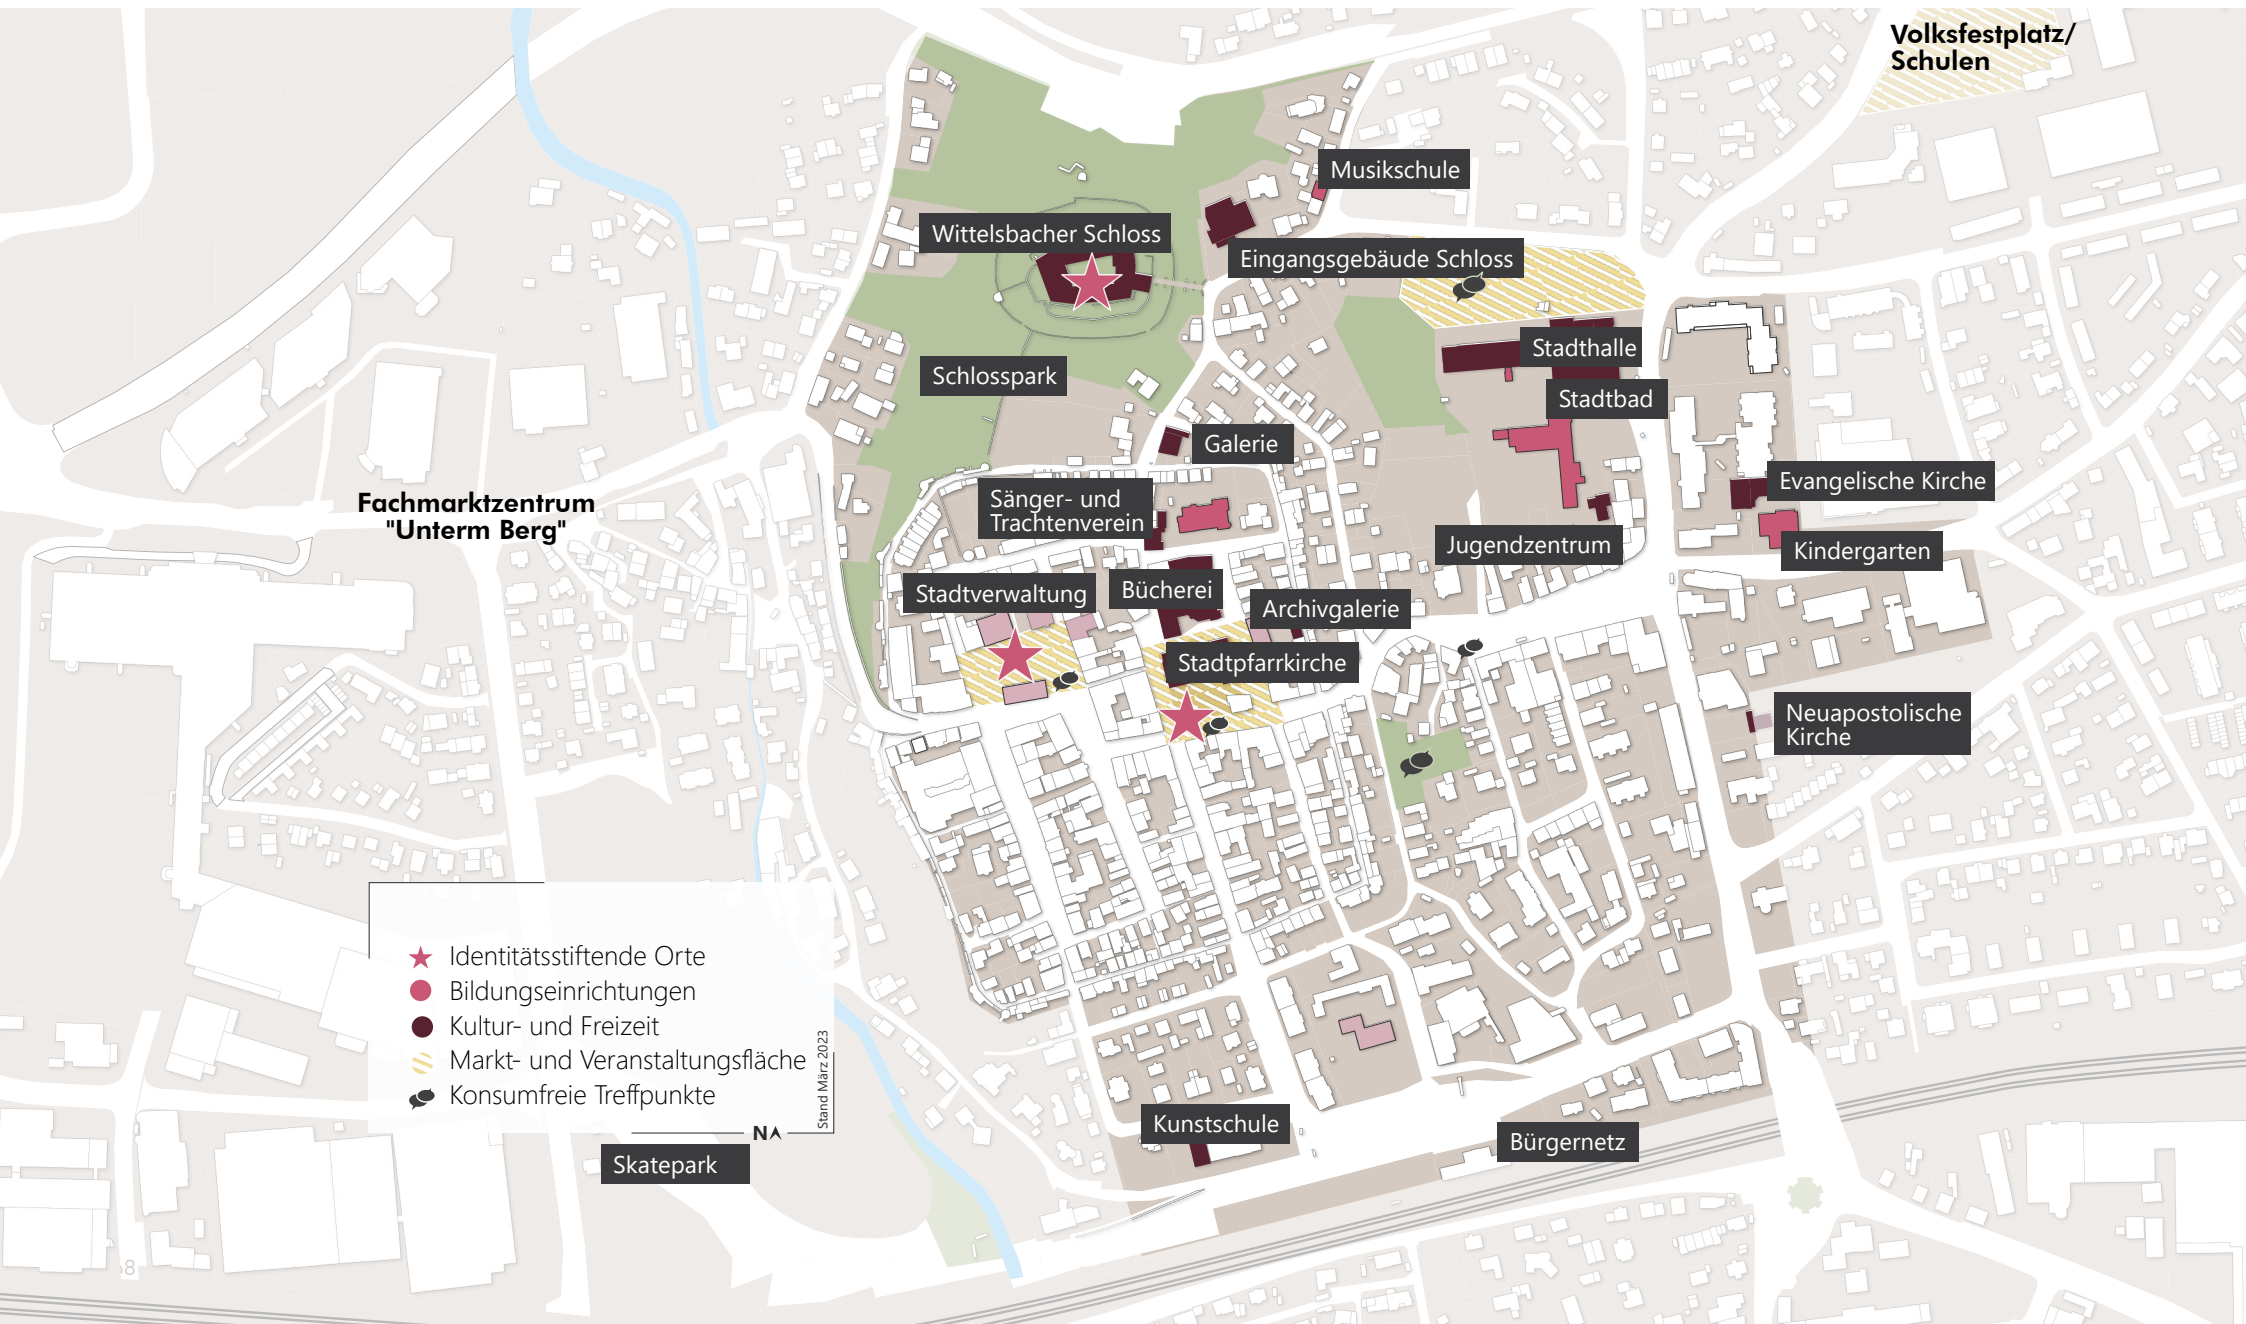 Volksfestplatz/
Schulen
Musikschule
Wittelsbacher Schloss
Eingangsgebäude Schloss
Stadthalle
Schlosspark
Stadtbad
Galerie
Evangelische Kirche
Fachmarktzentrum
"Unterm Berg"
Sänger- und
Trachtenverein
Jugendzentrum
Kindergarten
Stadtverwaltung
Bücherei
Archivgalerie
Stadtpfarrkirche
Neuapostolische
Kirche
Identitätsstiftende Orte
Bildungseinrichtungen
Kultur- und Freizeit
Markt- und Veranstaltungsfläche
Konsumfreie Treffpunkte
Stand März 2023
N
Kunstschule
Bürgernetz
Skatepark